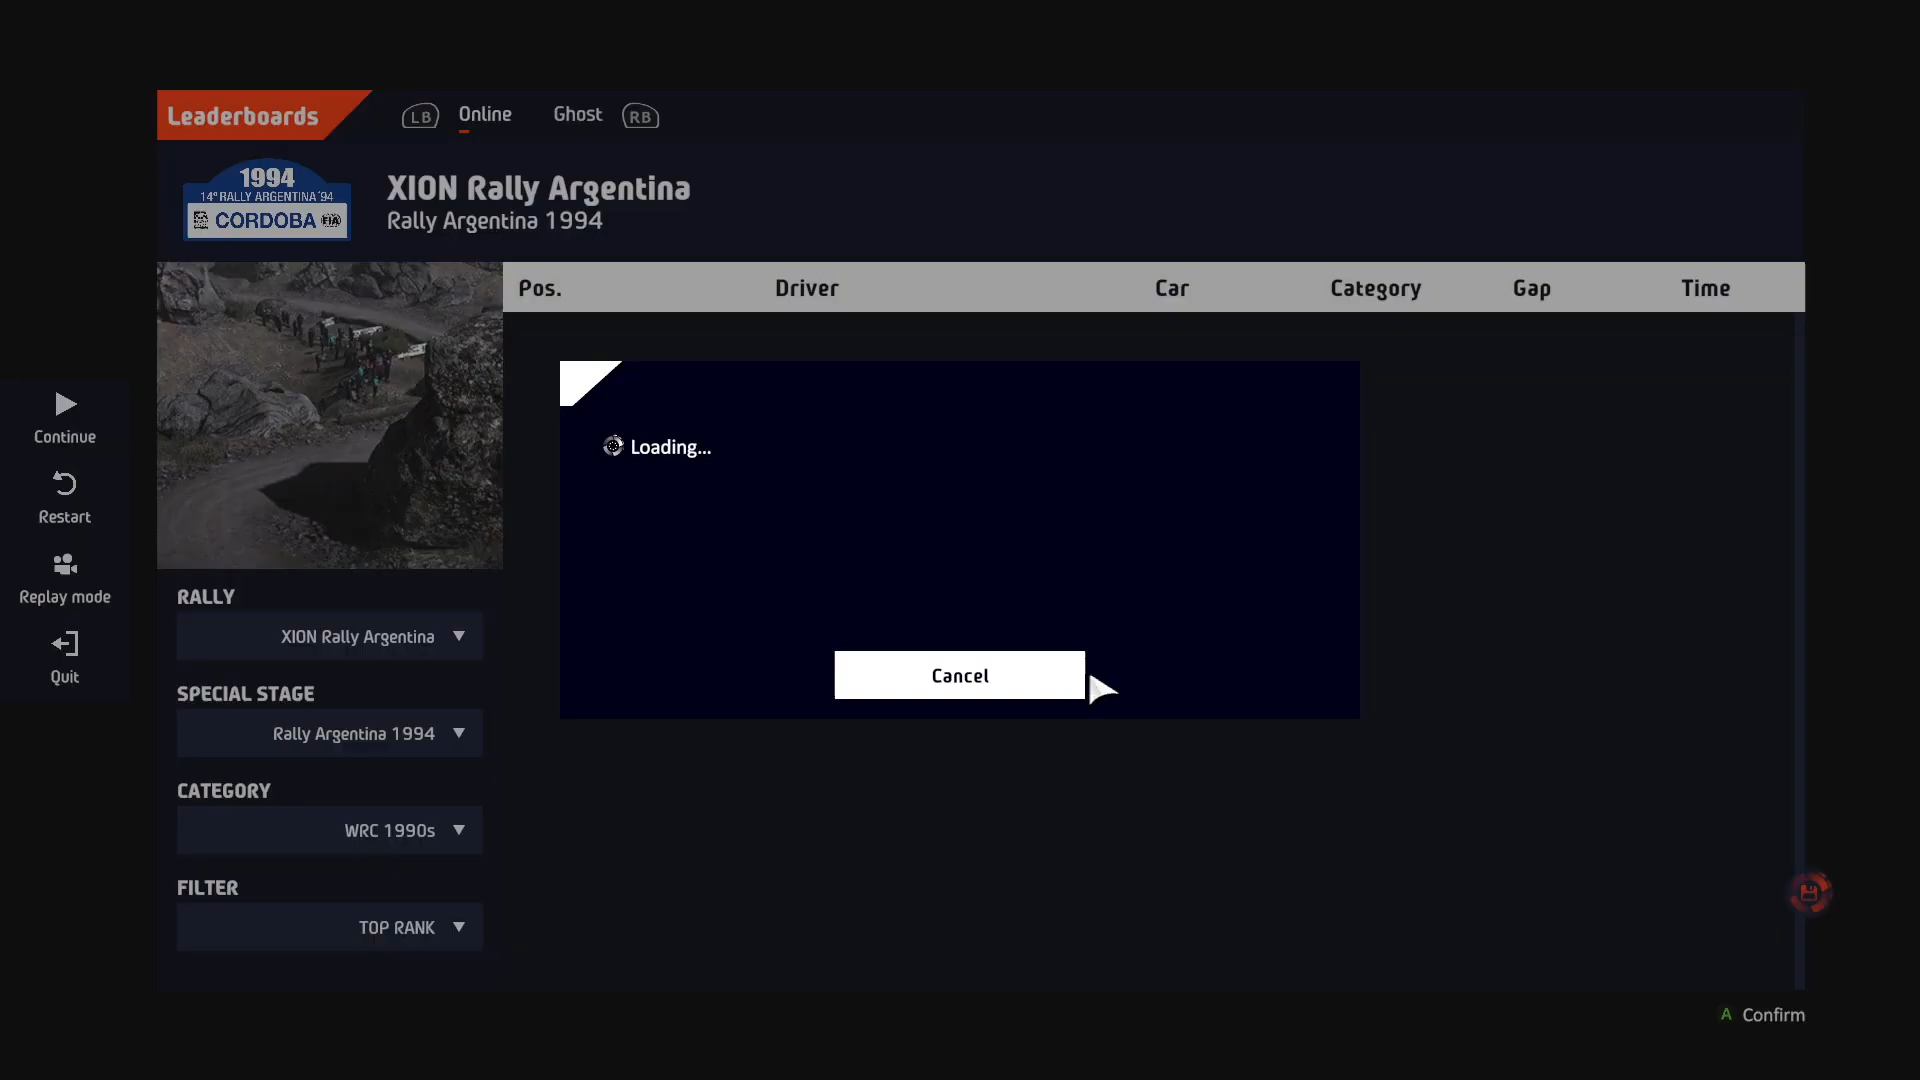 Leaderboards
LB Online Ghost RB
1994
14º RALLY ARGENTINA´94
CORDOBA FIA
XION Rally Argentina
Rally Argentina 1994
Pos. Driver Car Category Gap Time
Continue
Restart
Replay mode
Quit
Loading...
Cancel
RALLY
XION Rally Argentina
SPECIAL STAGE
Rally Argentina 1994
CATEGORY
WRC 1990s
FILTER
TOP RANK
A Confirm